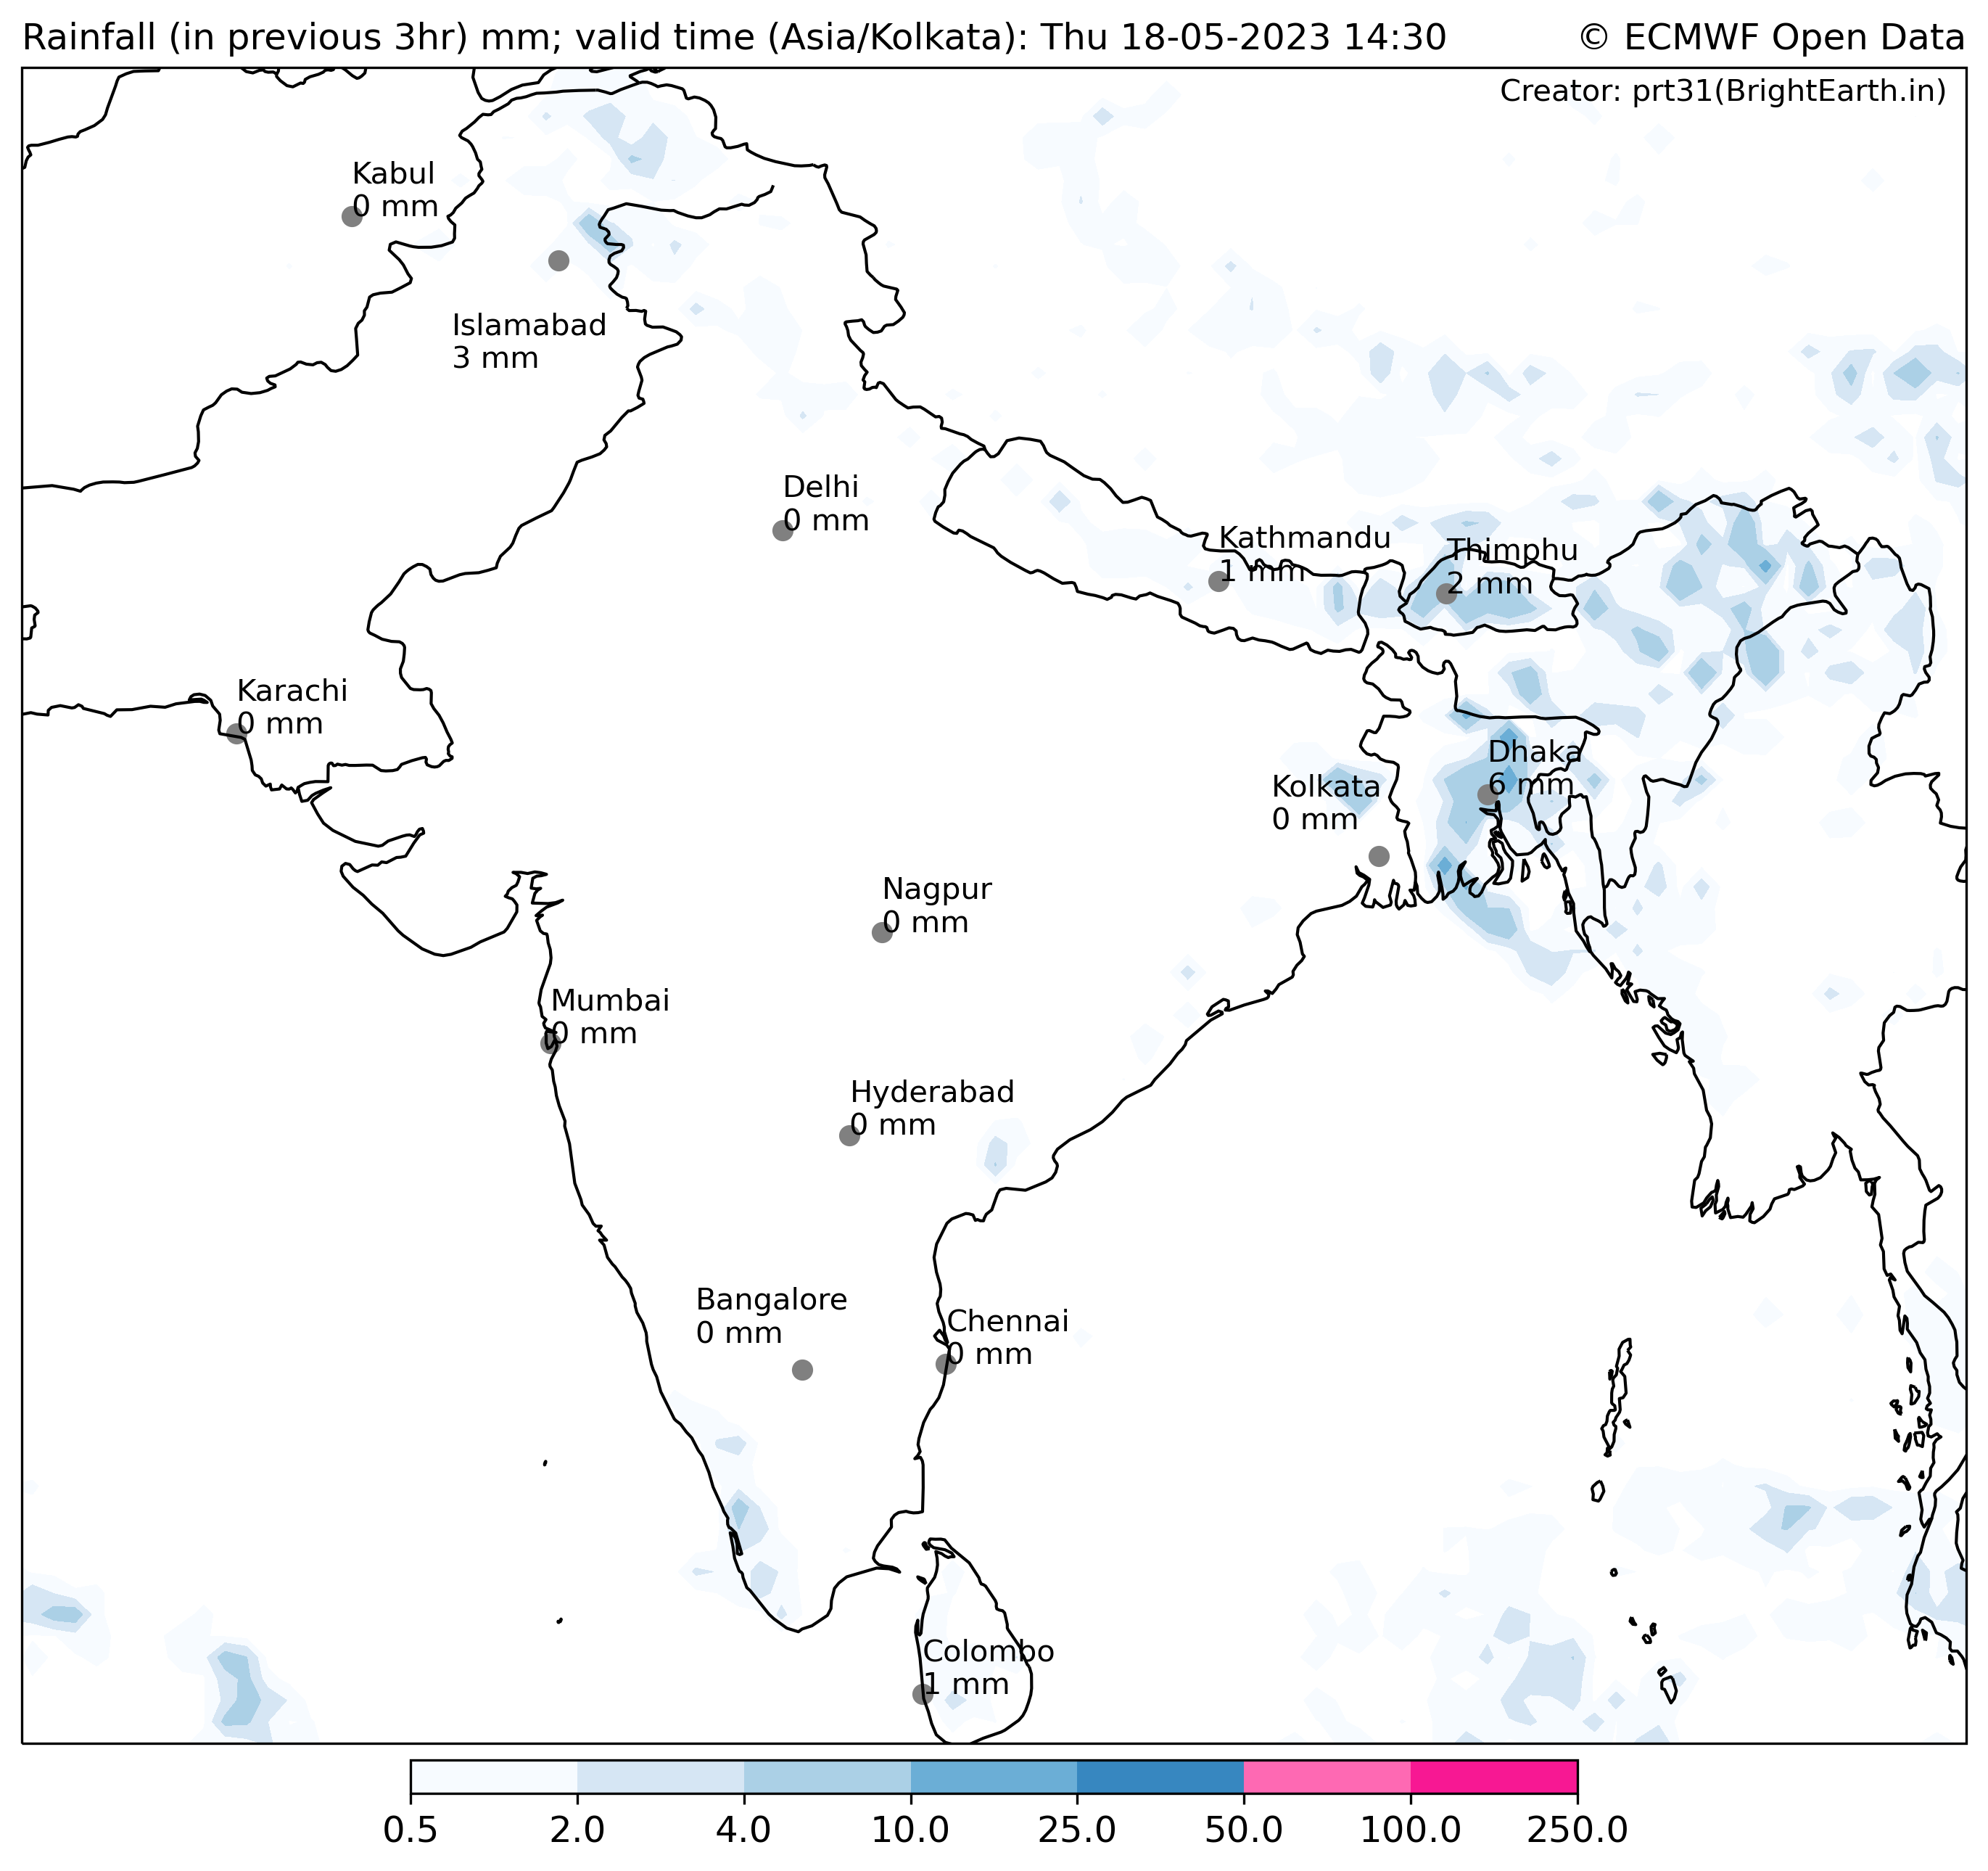 Rainfall (in previous 3hr) mm; valid time (Asia/Kolkata): Thu 18-05-2023 14:30
© ECMWF Open Data
Creator: prt31(BrightEarth.in)
Kabul
0 mm
Islamabad
3 mm
Delhi
0 mm
Kathmandu
1 mm
Thimphu
2 mm
Karachi
0 mm
Dhaka
6 mm
Kolkata
0 mm
Nagpur
0 mm
Mumbai
0 mm
Hyderabad
0 mm
Bangalore
0 mm
Chennai
0 mm
Colombo
1 mm
0.5 2.0 4.0 10.0 25.0 50.0 100.0 250.0